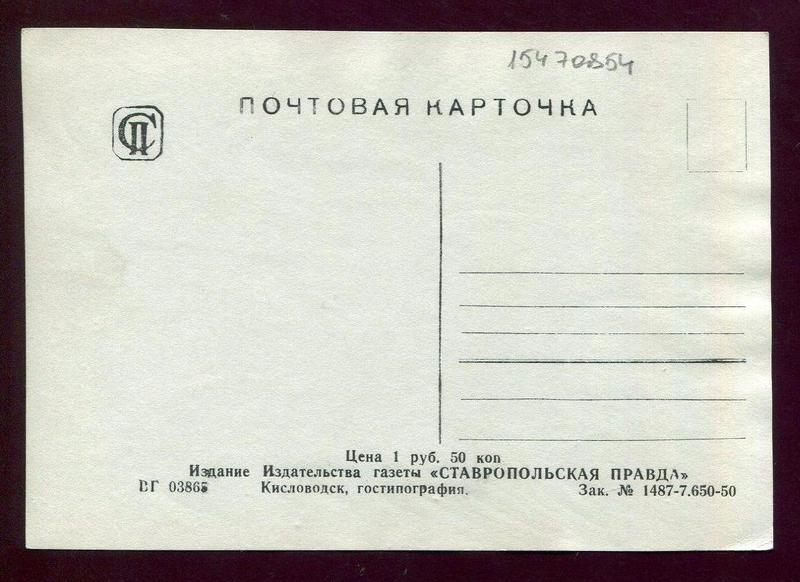 15470854
ПОЧТОВАЯ КАРТОЧКА
СП
Цена 1 руб. 50 коп
Издание Издательства газеты «СТАВРОПОЛЬСКАЯ ПРАВДА»
ВГ 03865 Кисловодск, гостипография. Зак. № 1487-7.650-50